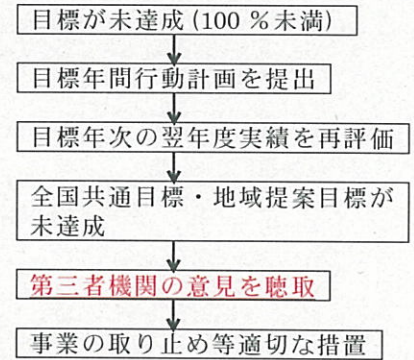 目標が未達成(100 %未満)
目標年間行動計画を提出
目標年次の翌年度実績を再評価
全国共通目標・地域提案目標が
未達成
第三者機関の意見を聴取
事業の取り止め等適切な措置